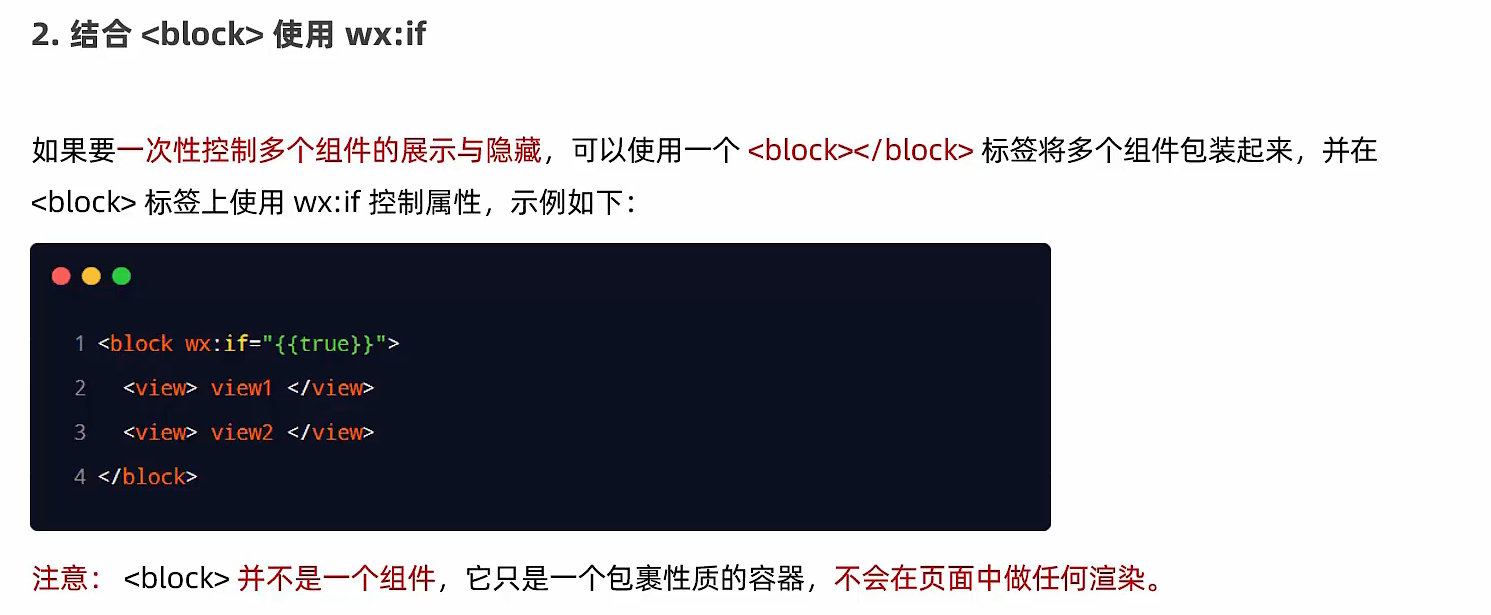 2. 结合 <block> 使用 wx:if
如果要一次性控制多个组件的展示与隐藏，可以使用一个 <block></block> 标签将多个组件包装起来，并在
<block> 标签上使用 wx:if 控制属性，示例如下：
1 <block wx:if="{{true}}">
2   <view> view1 </view>
3   <view> view2 </view>
4 </block>
注意： <block> 并不是一个组件，它只是一个包裹性质的容器，不会在页面中做任何渲染。